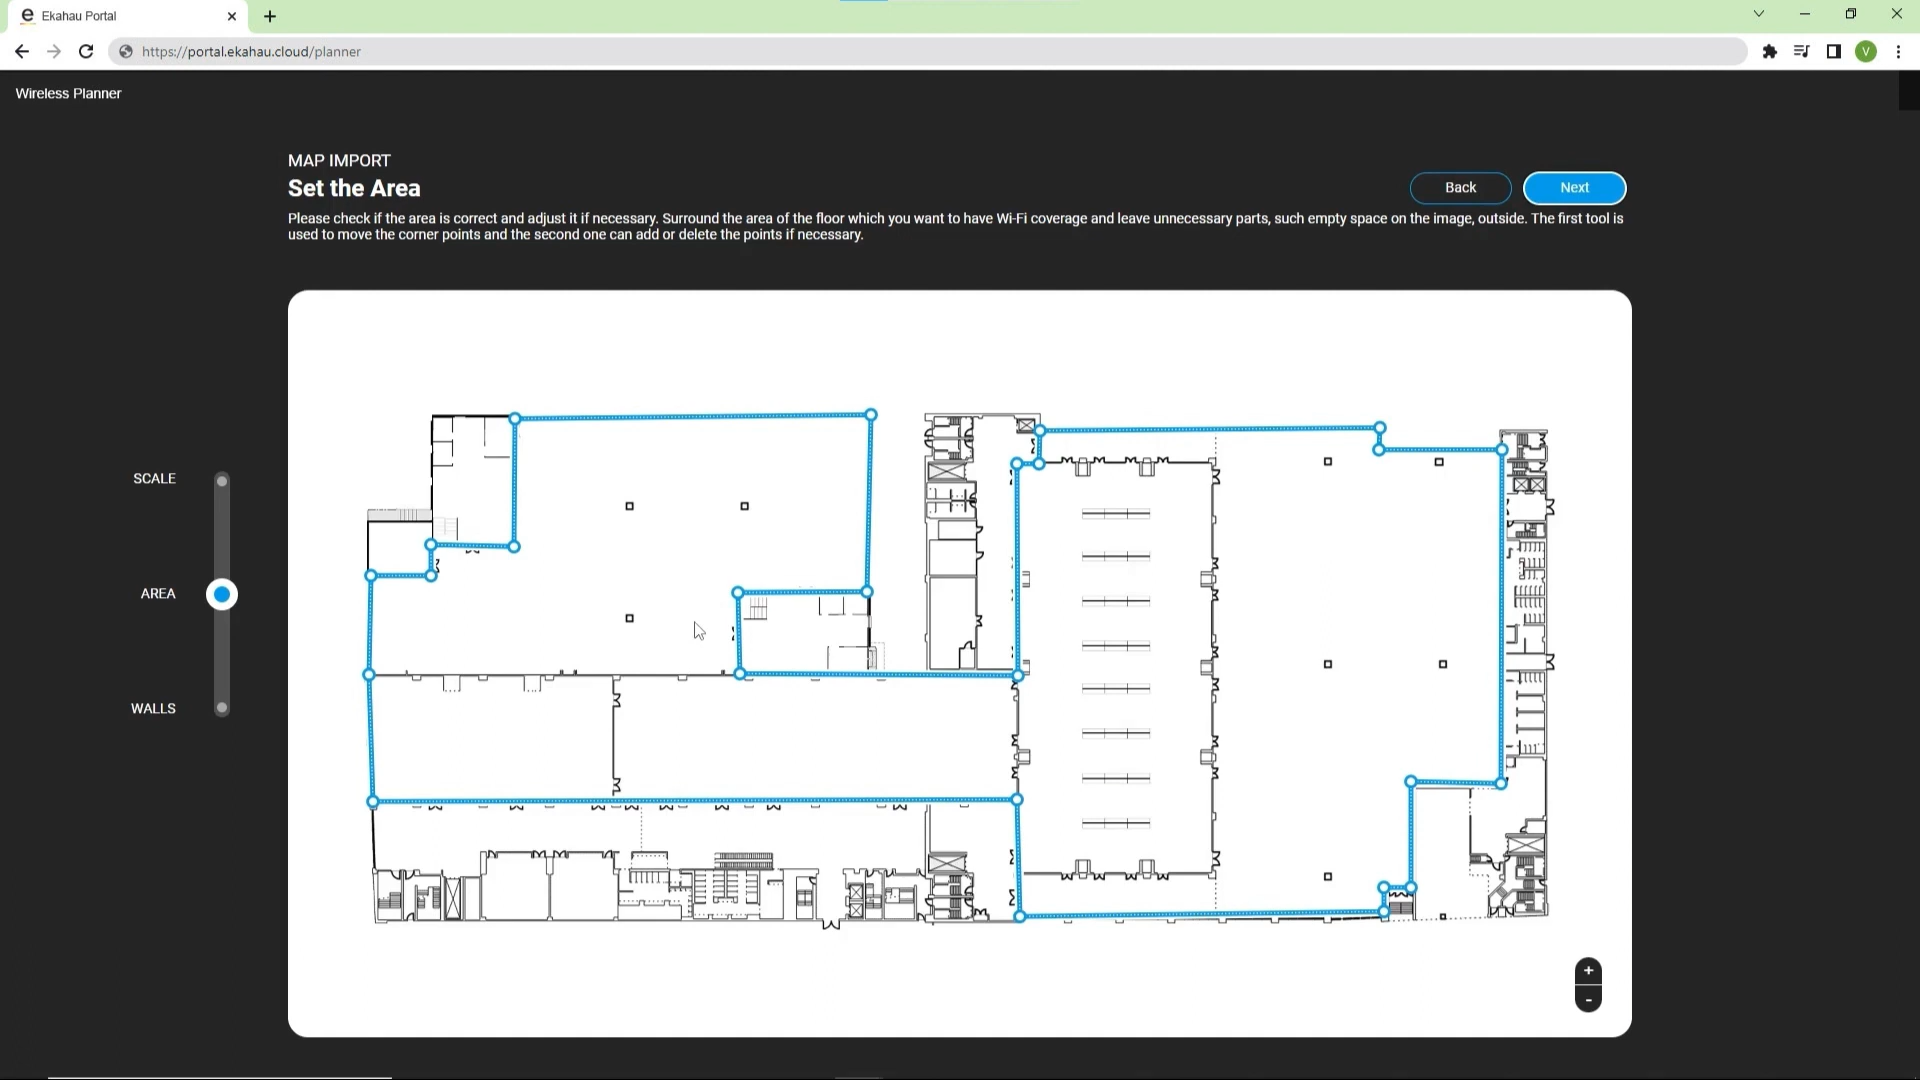 Ekahau Portal
https://portal.ekahau.cloud/planner
V
Wireless Planner
MAP IMPORT
Set the Area
Back
Next
Please check if the area is correct and adjust it if necessary. Surround the area of the floor which you want to have Wi-Fi coverage and leave unnecessary parts, such empty space on the image, outside. The first tool is
used to move the corner points and the second one can add or delete the points if necessary.
SCALE
AREA
WALLS
+
-